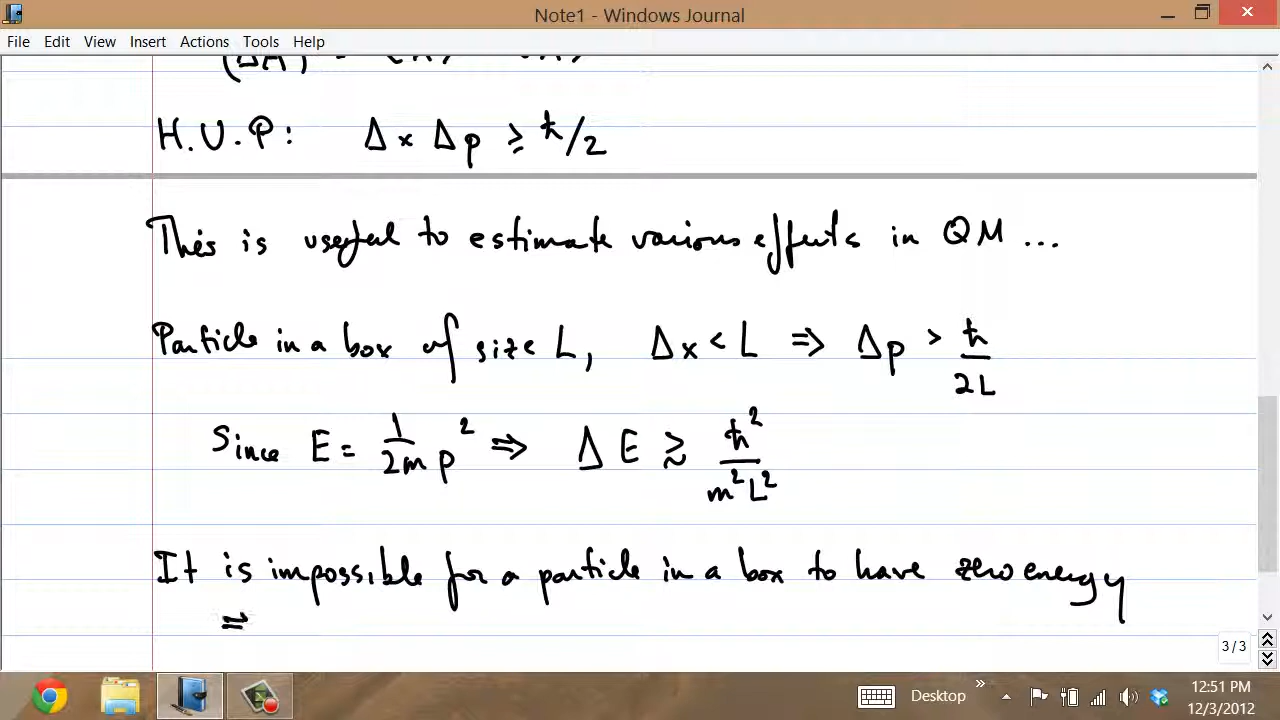 Note1 - Windows Journal
File Edit View Insert Actions Tools Help
H.U.P: Δx Δp ≥ ħ/2
This is useful to estimate various effects in QM ...
Particle in a box of size L, Δx < L ⇒ Δp > ħ/2L
Since E = 1/2m p² ⇒ ΔE ≳ ħ²/m²L²
It is impossible for a particle in a box to have zero energy
=
3/3
Desktop
12:51 PM
12/3/2012